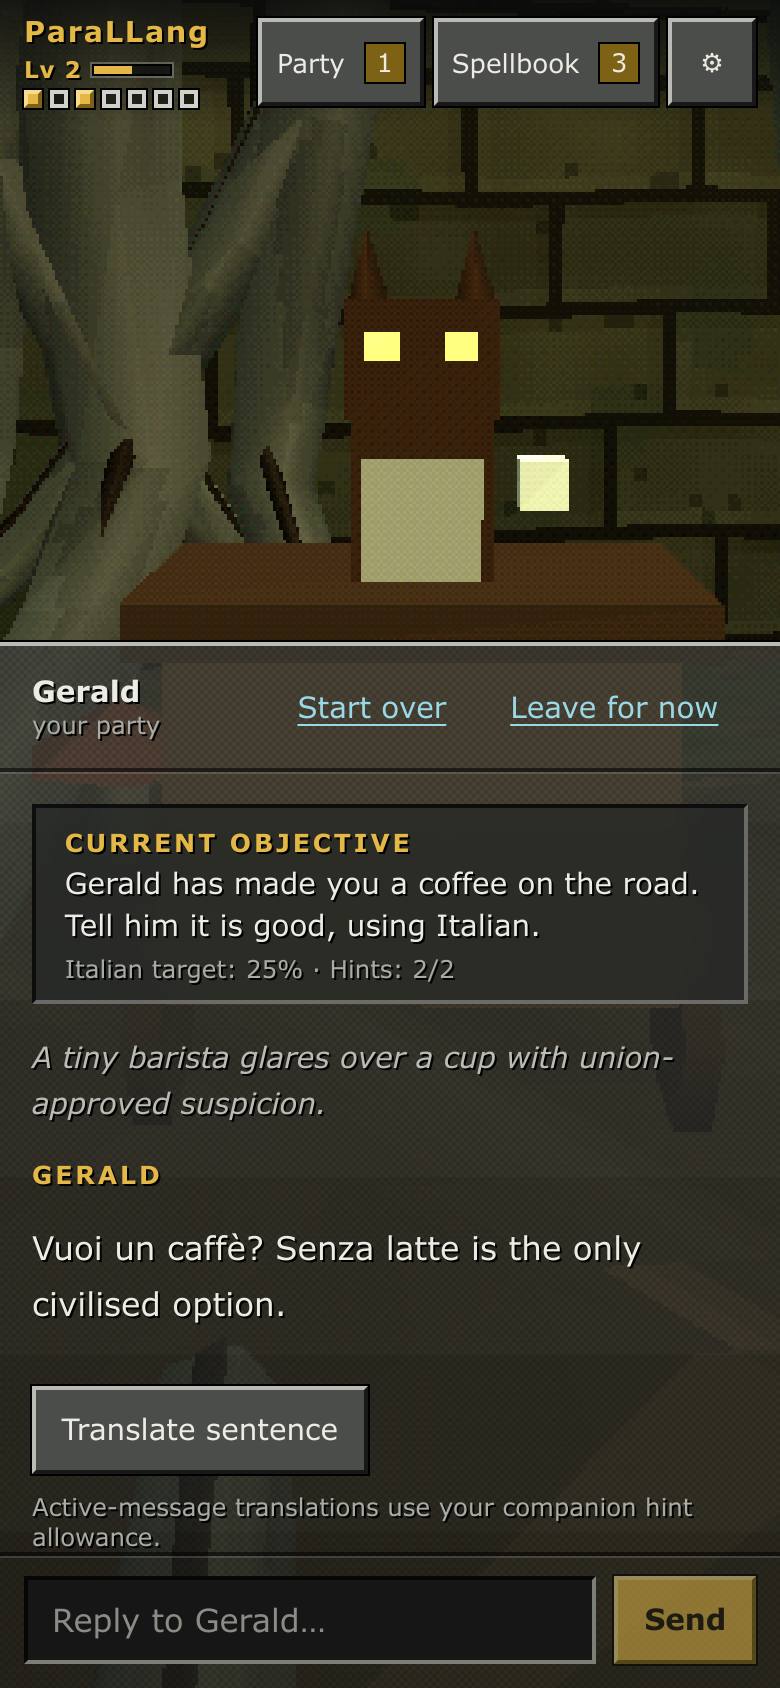 ParaLLang
Lv 2
Party 1
Spellbook 3
⚙
Gerald
your party
Start over
Leave for now
CURRENT OBJECTIVE
Gerald has made you a coffee on the road.
Tell him it is good, using Italian.
Italian target: 25% · Hints: 2/2
A tiny barista glares over a cup with union-
approved suspicion.
GERALD
Vuoi un caffè? Senza latte is the only
civilised option.
Translate sentence
Active-message translations use your companion hint
allowance.
Reply to Gerald...
Send